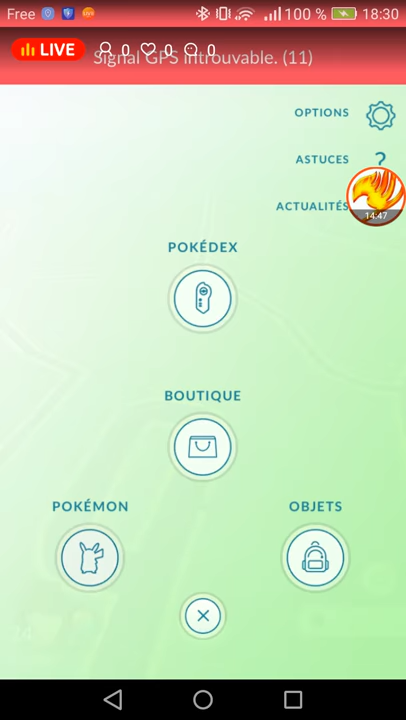 Free 100 % 18:30
LIVE 0 0 0
Signal GPS introuvable. (11)
OPTIONS
ASTUCES
?
ACTUALITÉS
14:47
POKÉDEX
BOUTIQUE
POKÉMON OBJETS